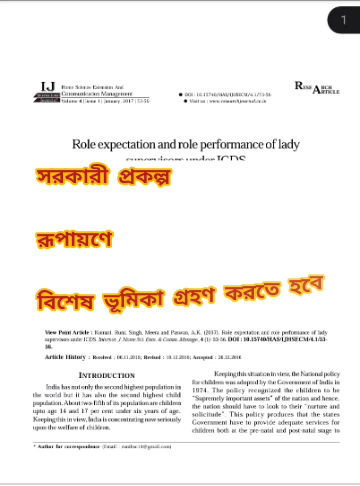 1
IJ
Home Science Extension And
Communication Management
Volume 4 | Issue 1 | January, 2017 | 53-56
DOI : 10.15740/HAS/IJHSECM/4.1/53-56
Visit us : www.researchjournal.co.in
RESEARCH
ARTICLE
Role expectation and role performance of lady
supervisors under ICDS
সরকারী প্রকল্প
রূপায়ণে
বিশেষ ভূমিকা গ্রহণ করতে হবে
View Point Article : Kumari, Rani, Singh, Meera and Paswan, A.K. (2017). Role expectation and role performance of lady
supervisors under ICDS. Internat. J. Home Sci. Extn. & Comm. Manage., 4 (1): 53-56. DOI : 10.15740/HAS/IJHSECM/4.1/53-
56.
Article History : Received : 06.11.2016; Revised : 10.12.2016; Accepted : 26.12.2016
INTRODUCTION
India has not only the second highest population in
the world but it has also the second highest child
population. About two-fifth of its population are children
upto age 14 and 17 per cent under six years of age.
Keeping this in view, India is concentrating now seriously
upon the welfare of children.
Keeping this situation in view, the National policy
for children was adapted by the Government of India in
1974. The policy recognized the children to be
"Supremely important assets" of the nation and hence,
the nation should have to look to their "nurture and
solicitude". This policy produces that the states
Government have to provide adequate services for
children both at the pre-natal and post-natal stage to
* Author for correspondence (Email :